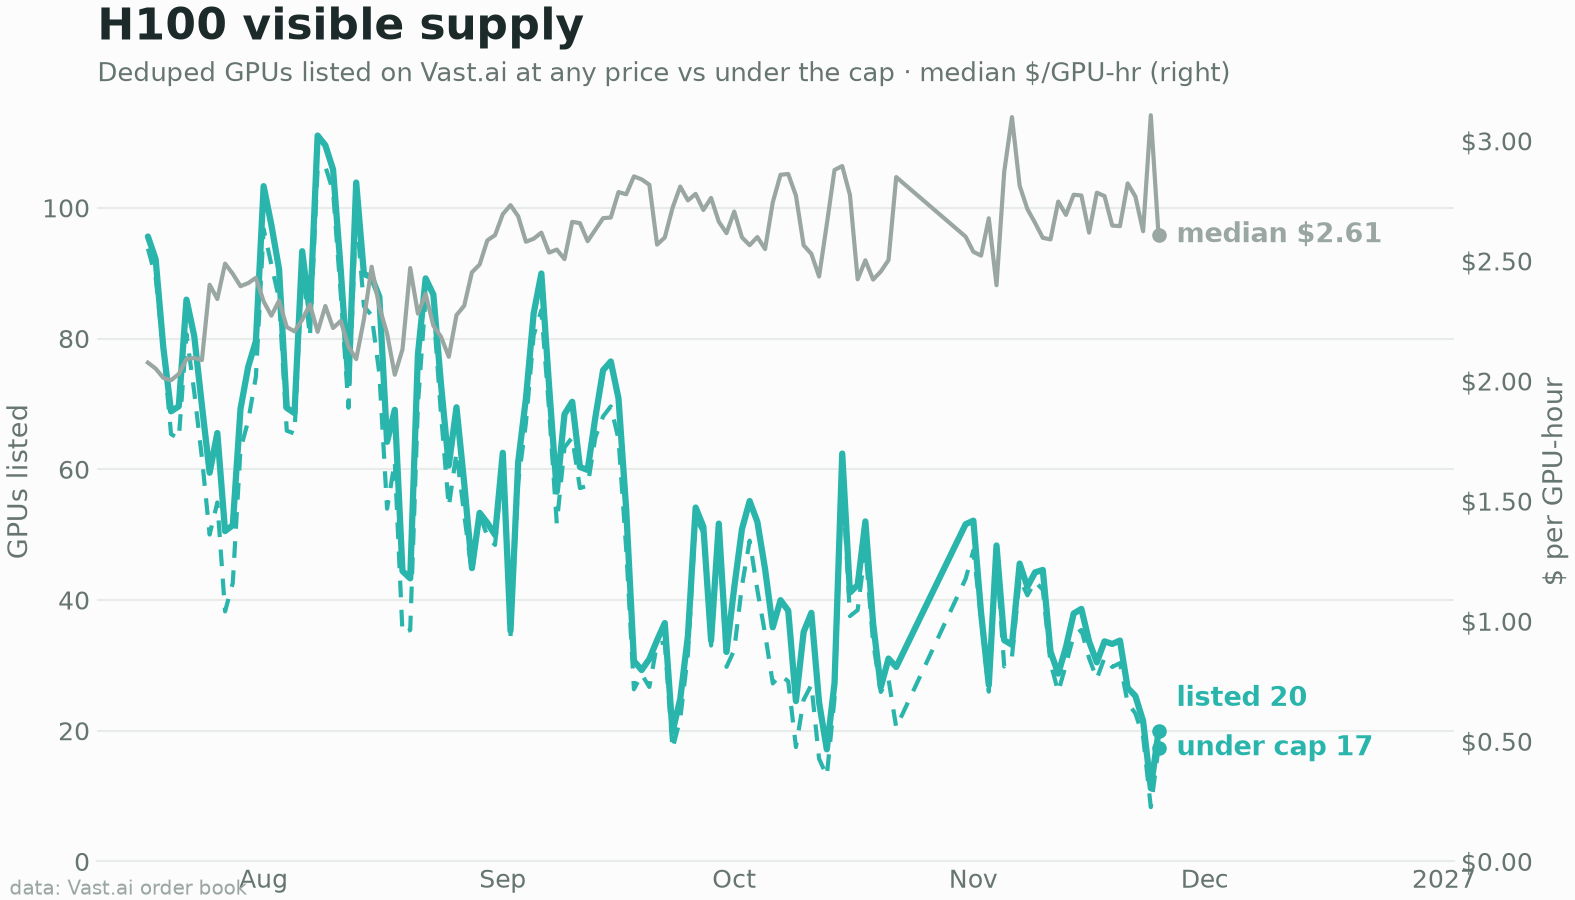 H100 visible supply
Deduped GPUs listed on Vast.ai at any price vs under the cap · median $/GPU-hr (right)
GPUs listed
100
80
60
40
20
0
$3.00
$2.50
$2.00
$1.50
$1.00
$0.50
$0.00
$ per GPU-hour
median $2.61
listed 20
under cap 17
Aug
Sep
Oct
Nov
Dec
2027
data: Vast.ai order book